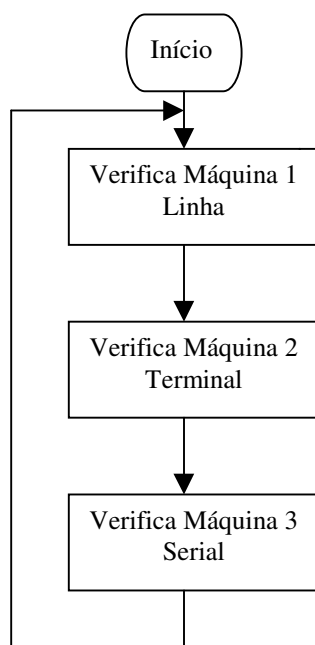 Início
Verifica Máquina 1
Linha
Verifica Máquina 2
Terminal
Verifica Máquina 3
Serial